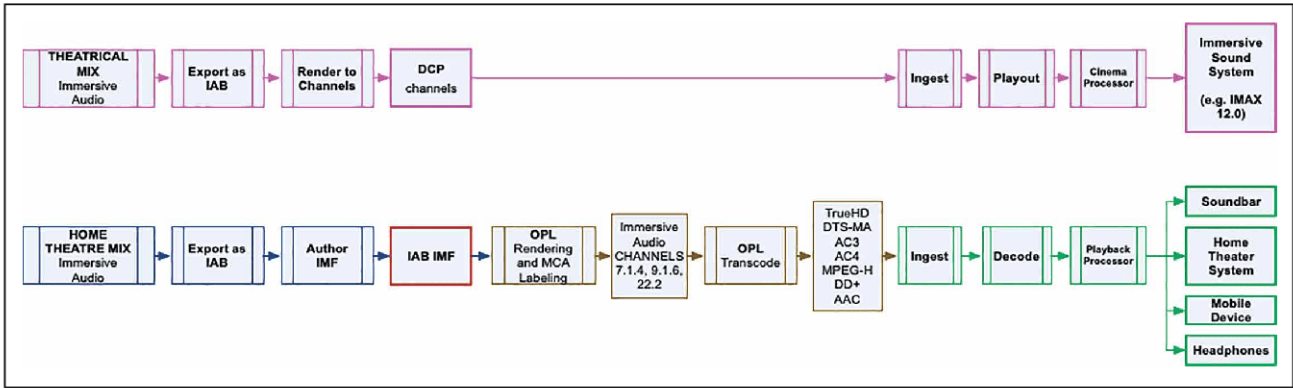 THEATRICAL
MIX
Immersive
Audio
Export as
IAB
Render to
Channels
DCP
channels
Ingest
Playout
Cinema
Processor
Immersive
Sound
System
(e.g. IMAX
12.0)
HOME
THEATRE MIX
Immersive
Audio
Export as
IAB
Author
IMF
IAB IMF
OPL
Rendering
and MCA
Labeling
Immersive
Audio
CHANNELS
7.1.4, 9.1.6,
22.2
OPL
Transcode
TrueHD
DTS-MA
AC3
AC4
MPEG-H
DD+
AAC
Ingest
Decode
Playback
Processor
Soundbar
Home
Theater
System
Mobile
Device
Headphones